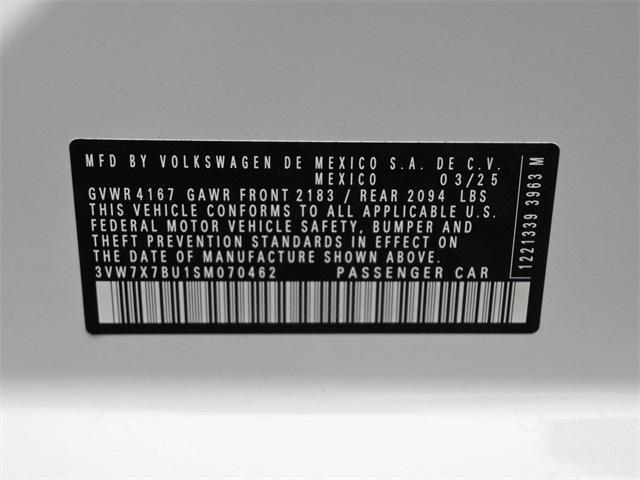 MFD BY VOLKSWAGEN DE MEXICO S.A. DE C.V.
MEXICO 03/25
GVWR 4167 GAWR FRONT 2183 / REAR 2094 LBS
THIS VEHICLE CONFORMS TO ALL APPLICABLE U.S.
FEDERAL MOTOR VEHICLE SAFETY, BUMPER AND
THEFT PREVENTION STANDARDS IN EFFECT ON
THE DATE OF MANUFACTURE SHOWN ABOVE.
3VW7X7BU1SM070462 PASSENGER CAR
1221339 3963 M